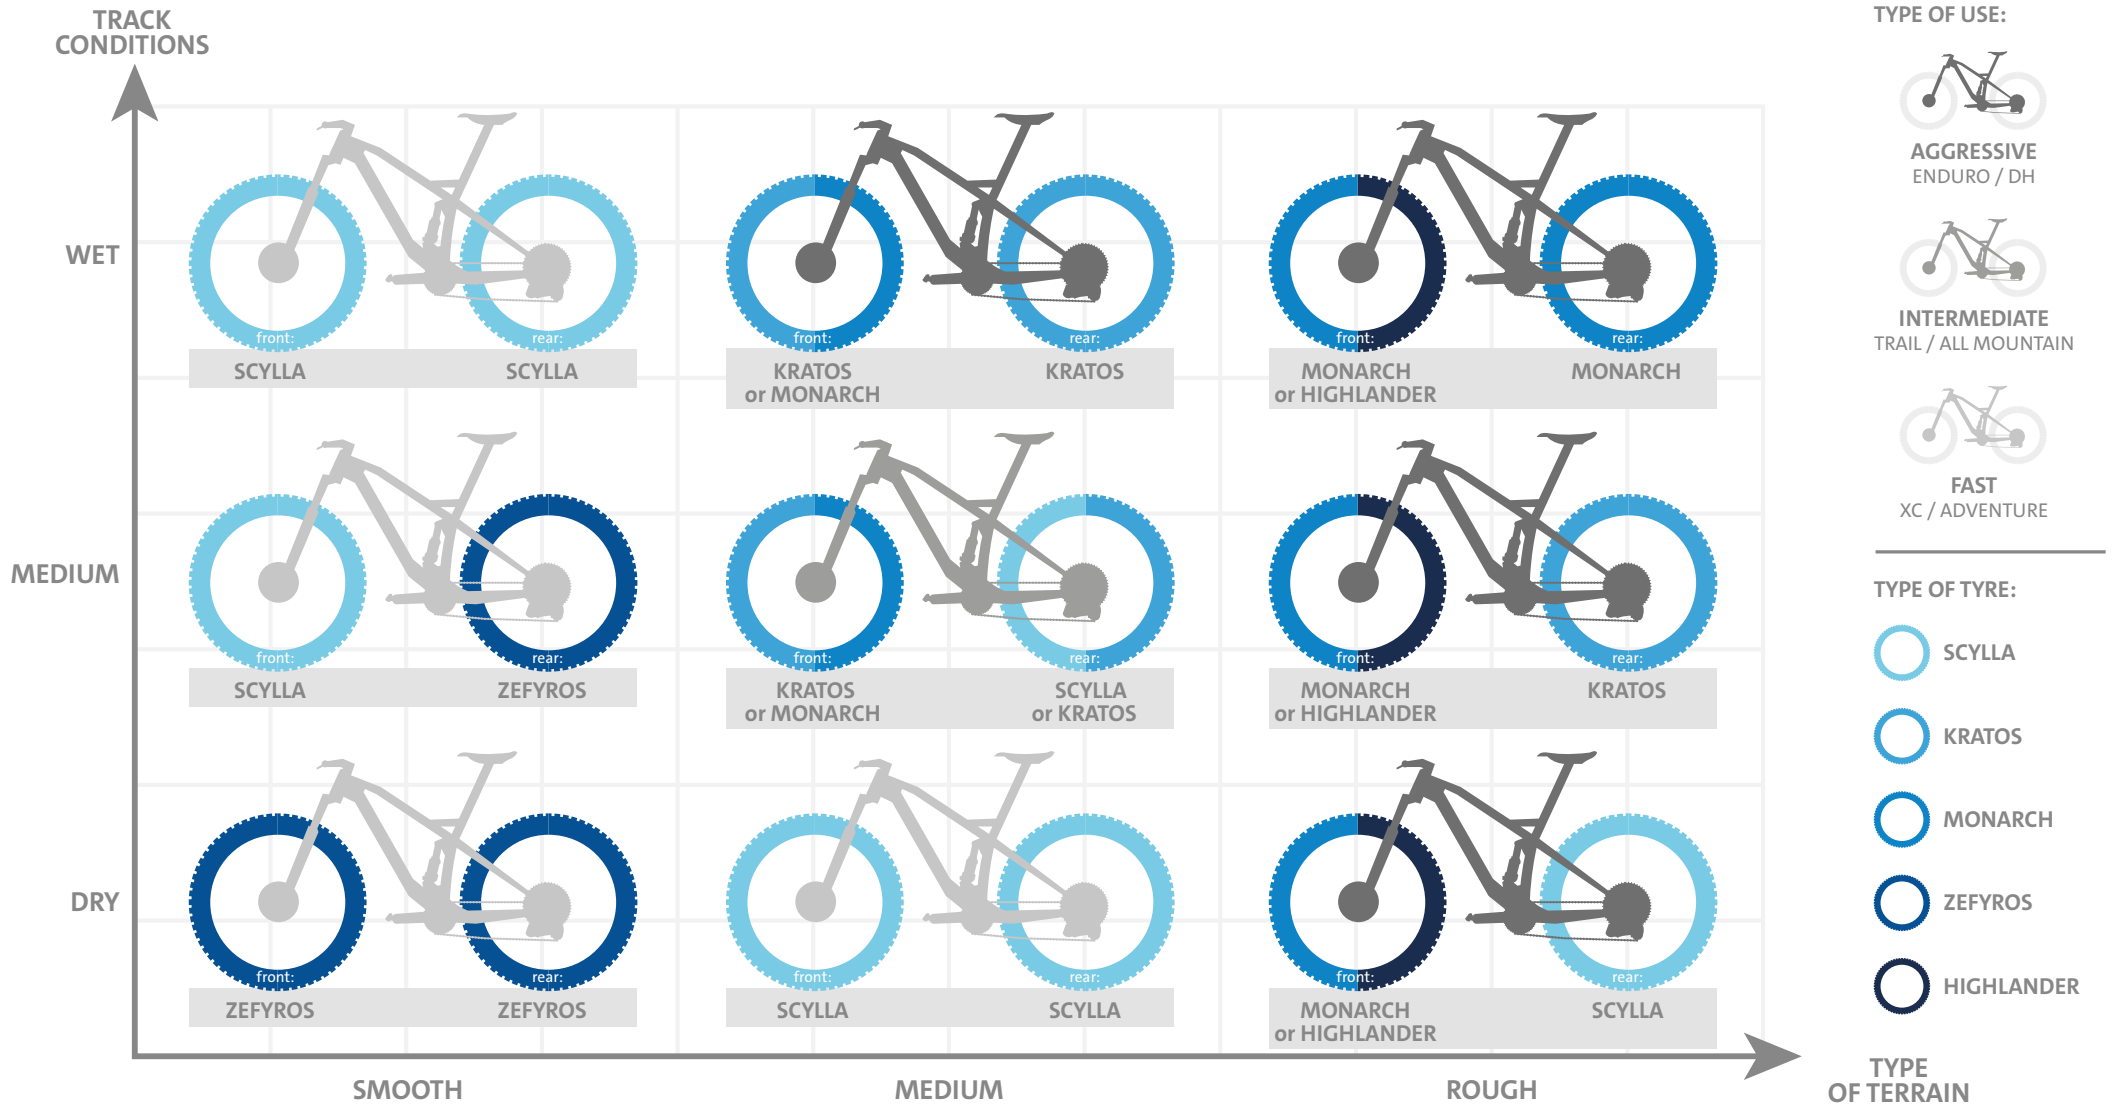 TRACK
CONDITIONS
WET
front:
rear:
SCYLLA
SCYLLA
front:
rear:
KRATOS
or MONARCH
KRATOS
front:
rear:
MONARCH
or HIGHLANDER
MONARCH
MEDIUM
front:
rear:
SCYLLA
ZEFYROS
front:
rear:
KRATOS
or MONARCH
SCYLLA
or KRATOS
front:
rear:
MONARCH
or HIGHLANDER
KRATOS
DRY
front:
rear:
ZEFYROS
ZEFYROS
front:
rear:
SCYLLA
SCYLLA
front:
rear:
MONARCH
or HIGHLANDER
SCYLLA
SMOOTH
MEDIUM
ROUGH
TYPE
OF TERRAIN
TYPE OF USE:
AGGRESSIVE
ENDURO / DH
INTERMEDIATE
TRAIL / ALL MOUNTAIN
FAST
XC / ADVENTURE
TYPE OF TYRE:
SCYLLA
KRATOS
MONARCH
ZEFYROS
HIGHLANDER